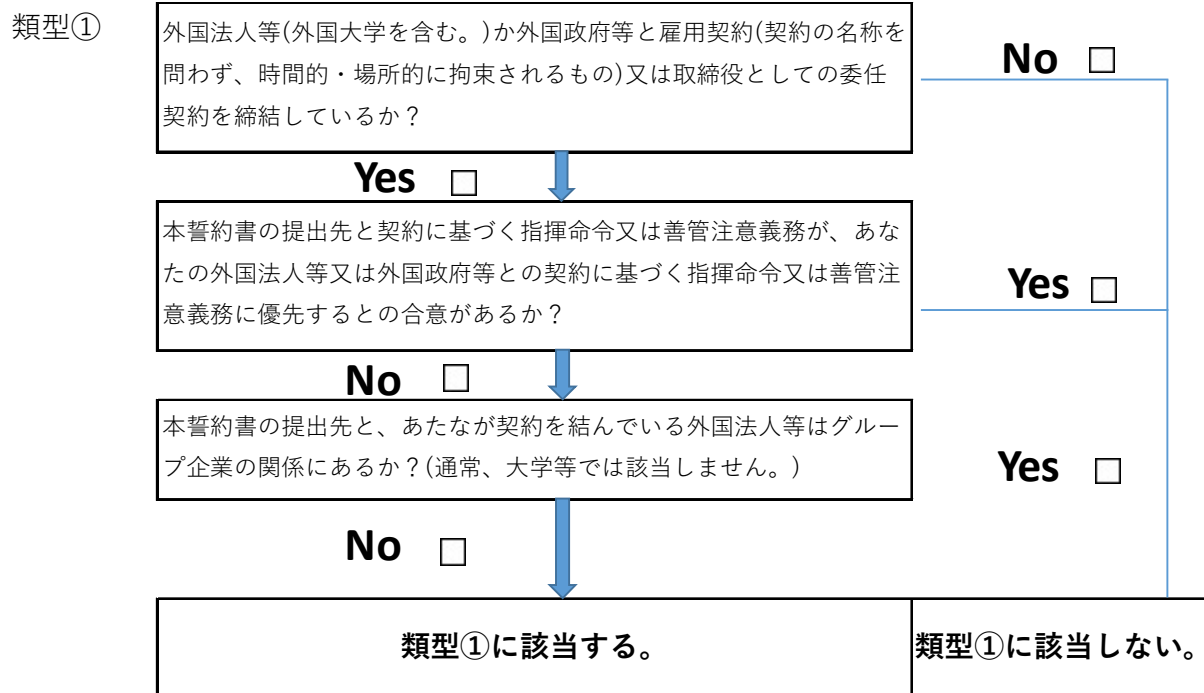 類型①
外国法人等(外国大学を含む。)か外国政府等と雇用契約(契約の名称を
問わず、時間的・場所的に拘束されるもの)又は取締役としての委任
契約を締結しているか？
No □
Yes □
本誓約書の提出先と契約に基づく指揮命令又は善管注意義務が、あな
たの外国法人等又は外国政府等との契約に基づく指揮命令又は善管注
意義務に優先するとの合意があるか？
Yes □
No □
本誓約書の提出先と、あたなが契約を結んでいる外国法人等はグルー
プ企業の関係にあるか？(通常、大学等では該当しません。)
Yes □
No □
類型①に該当する。
類型①に該当しない。